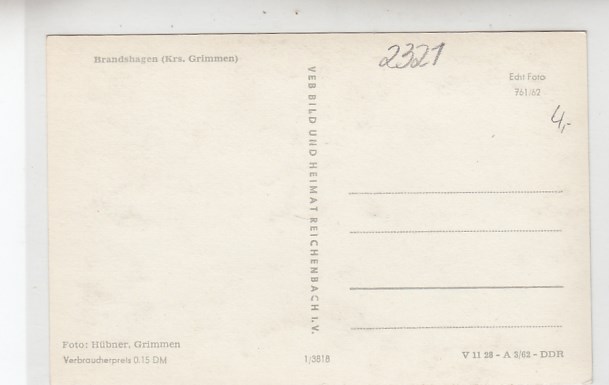 Brandshagen (Krs. Grimmen)
2321
Echt Foto
761/62
4,-
VEB BILD UND HEIMAT REICHENBACH I. V.
Foto: Hübner, Grimmen
Verbraucherpreis 0.15 DM
1/3818
V 11 28 - A 3/62 - DDR